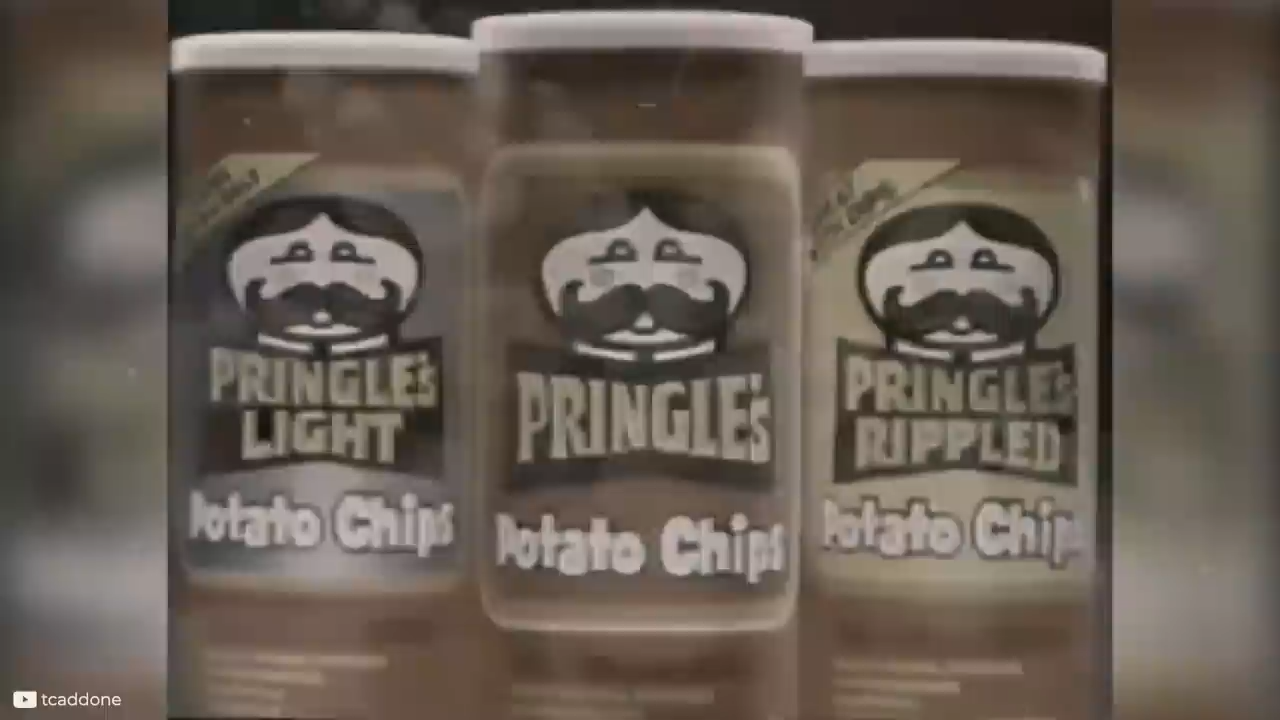 PRINGLE's
LIGHT
Potato Chips
PRINGLE's
Potato Chips
PRINGLE's
RIPPLED
Potato Chips
tcaddone